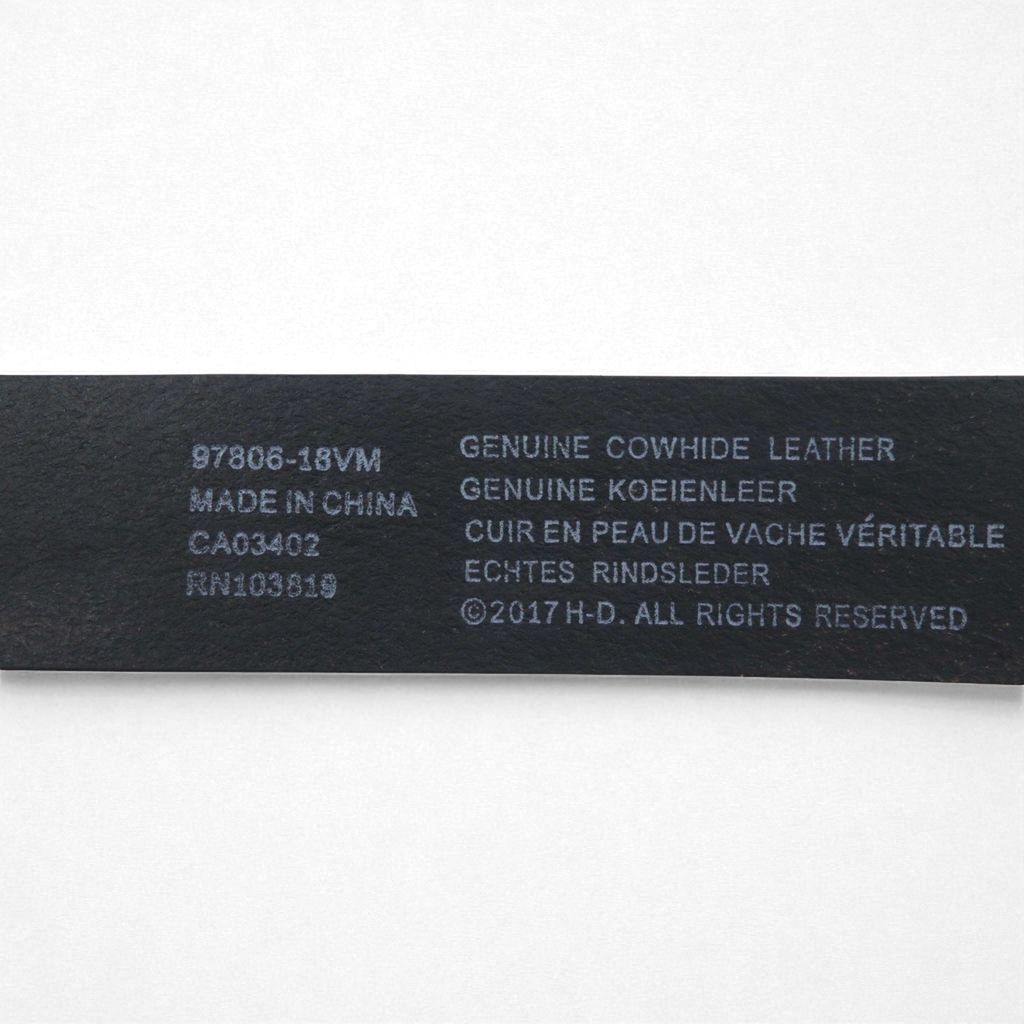 97806-18VM
MADE IN CHINA
CA03402
RN103819
GENUINE COWHIDE LEATHER
GENUINE KOEIENLEER
CUIR EN PEAU DE VACHE VÉRITABLE
ECHTES RINDSLEDER
©2017 H-D. ALL RIGHTS RESERVED